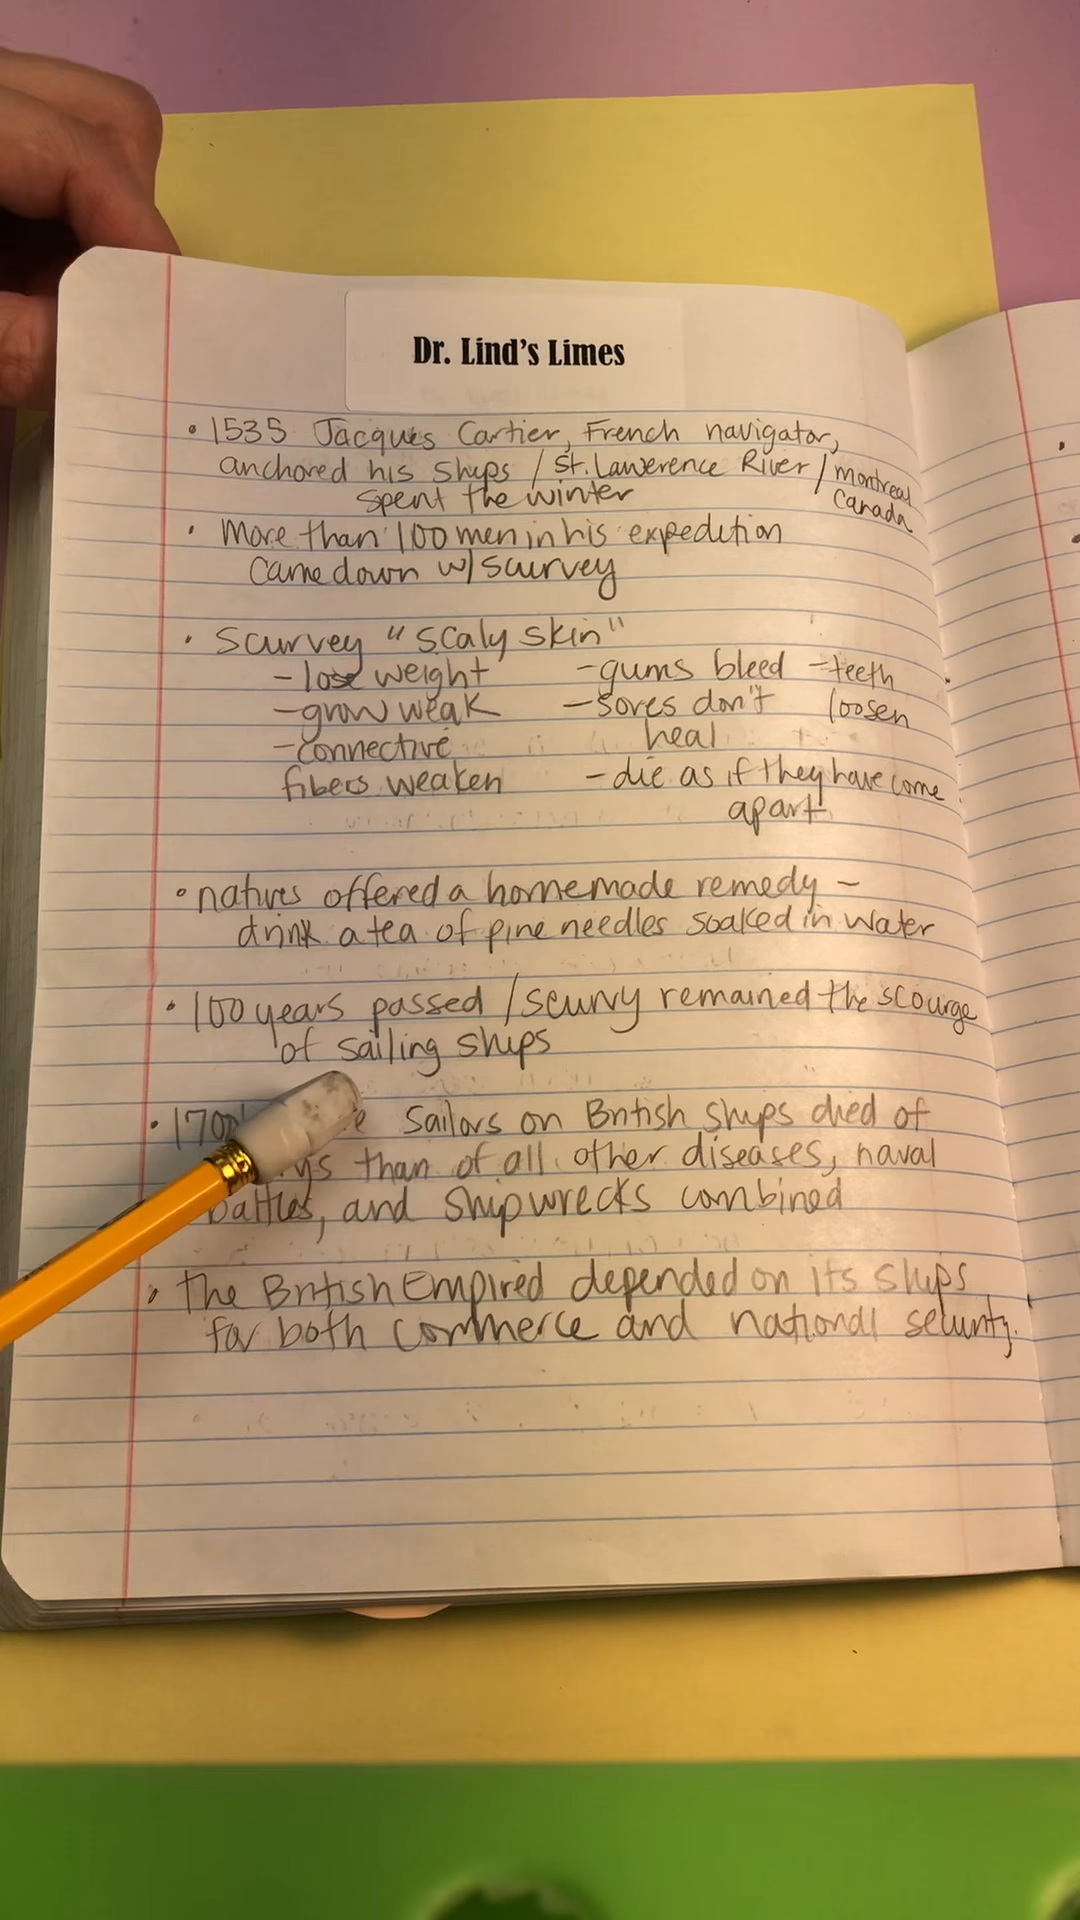 Dr. Lind's Limes
• 1535 Jacques Cartier, French navigator,
anchored his ships / St. Lawerence River / montreal
spent the winter Canada
• More than 100 men in his expedition
came down w/ scurvey
• scurvey "scaly skin"
- lose weight - gums bleed - teeth
- grow weak - sores don't loosen
- connective heal
fibers weaken - die as if they have come
apart
• natives offered a homemade remedy -
drink a tea of pine needles soaked in water
• 100 years passed / scurvy remained the scourge
of sailing ships
• 170 sailors on British ships died of
than of all other diseases, naval
battles, and shipwrecks combined
• The British Empired depended on its ships
for both commerce and national security.